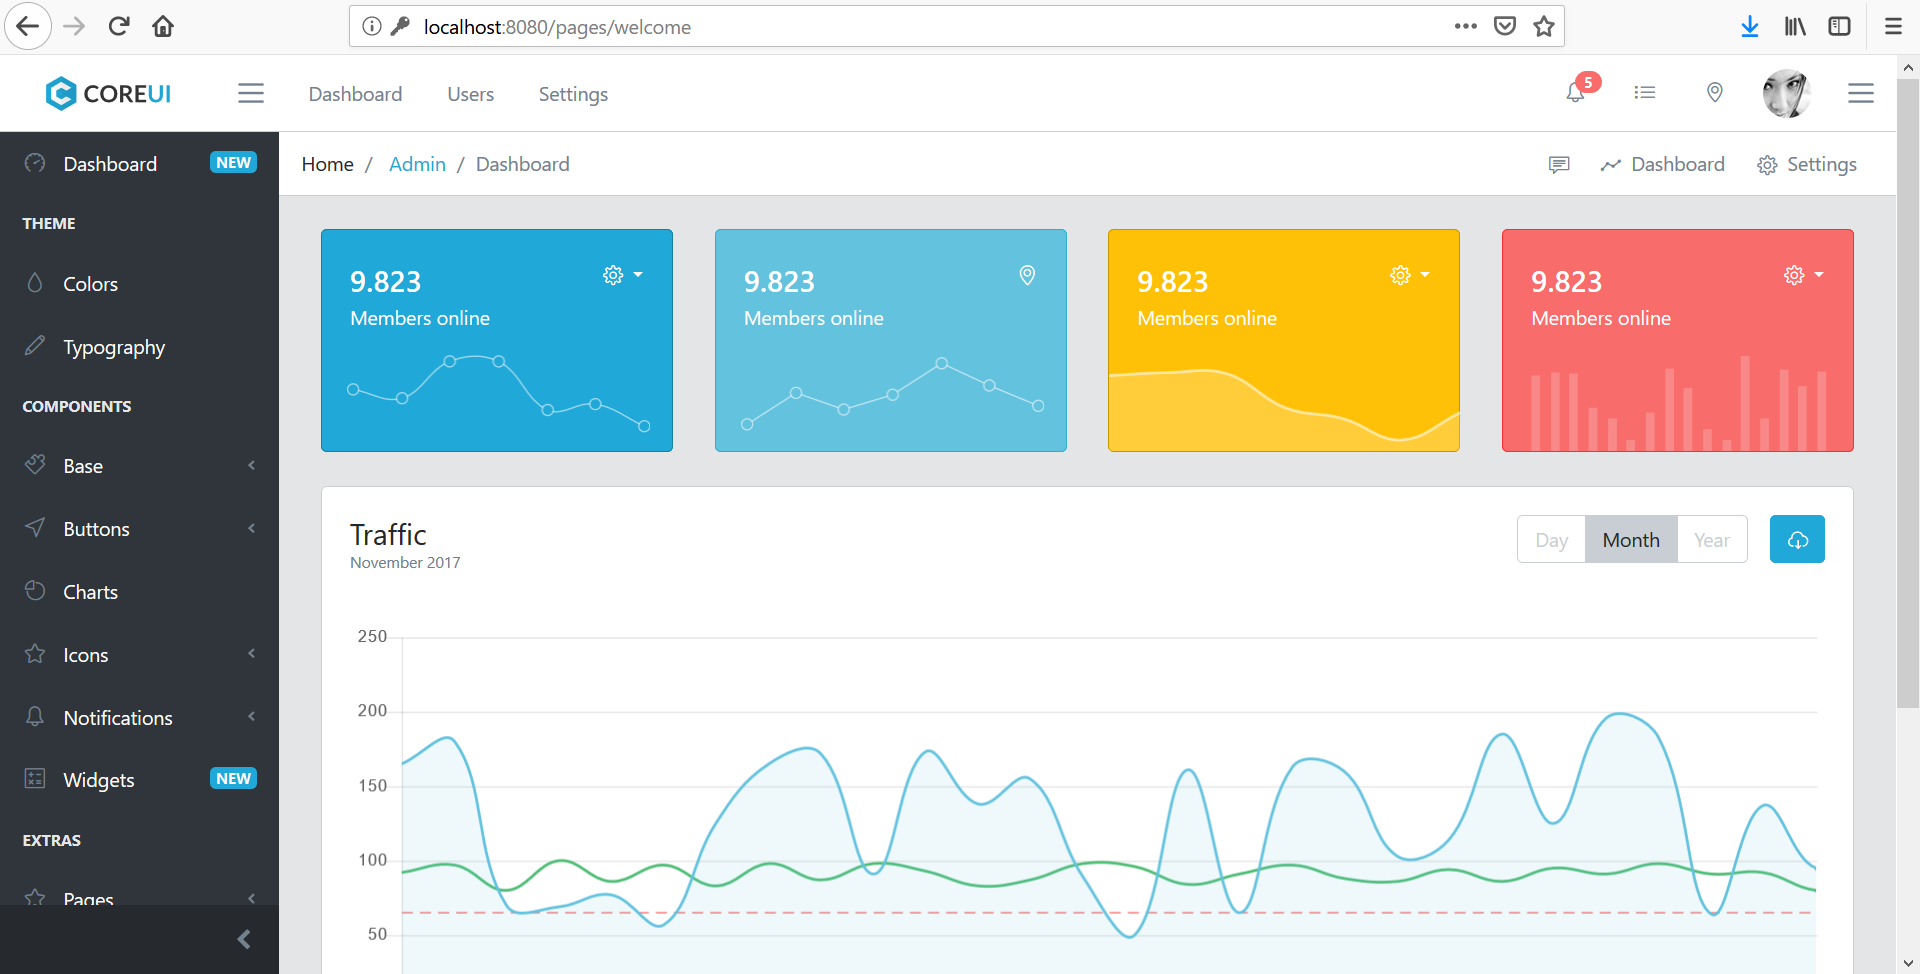 localhost:8080/pages/welcome
COREUI
Dashboard Users Settings
5
Dashboard NEW
THEME
Colors
Typography
COMPONENTS
Base
Buttons
Charts
Icons
Notifications
Widgets NEW
EXTRAS
Pages
Home / Admin / Dashboard
Dashboard Settings
9.823
Members online
9.823
Members online
9.823
Members online
9.823
Members online
Traffic
November 2017
Day Month Year
250
200
150
100
50